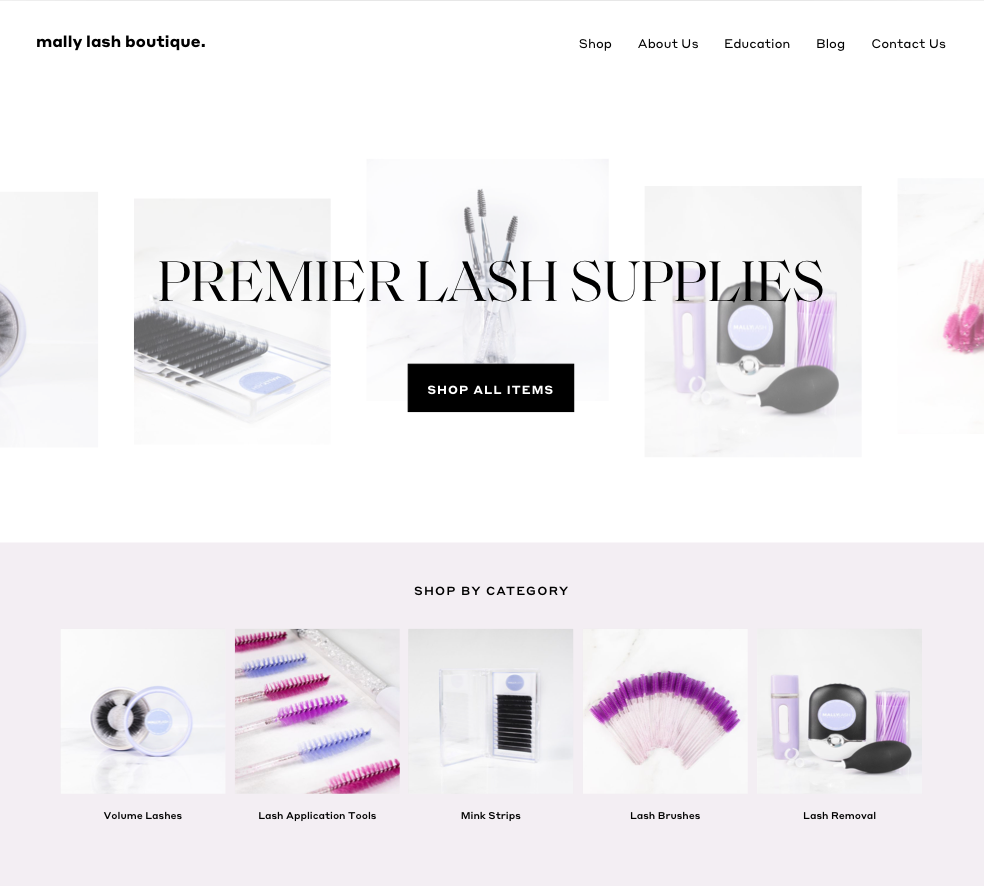 mally lash boutique.
Shop About Us Education Blog Contact Us
PREMIER LASH SUPPLIES
SHOP ALL ITEMS
SHOP BY CATEGORY
Volume Lashes
Lash Application Tools
Mink Strips
Lash Brushes
Lash Removal